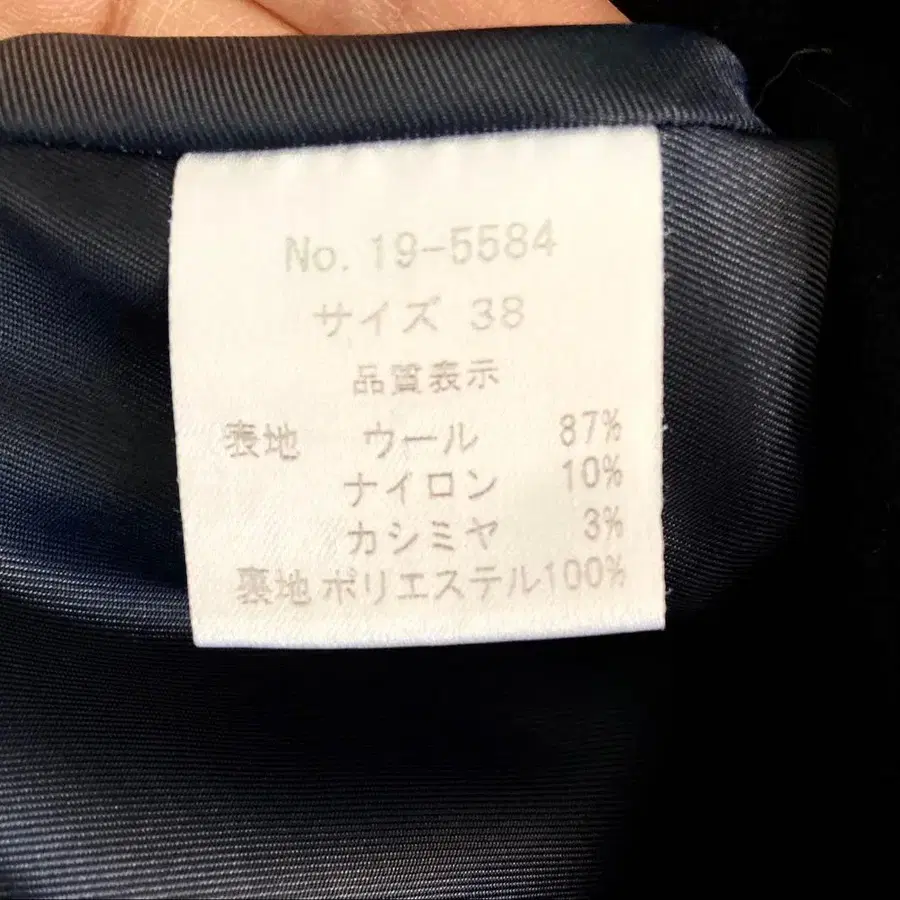 No. 19-5584
サイズ 38
品質表示
表地 ウール 87%
ナイロン 10%
カシミヤ 3%
裏地 ポリエステル100%